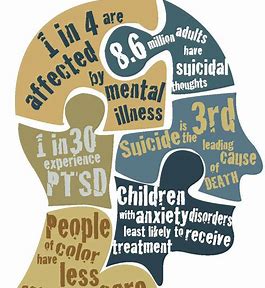 1 in 4 are
affected
by
mental
illness
8.6 million adults
have
suicidal
thoughts
1 in 30
experience
PTSD
Suicide is 3rd
the leading
cause
of
DEATH
Children
with anxiety disorders
least likely to receive
treatment
People
of color
have
less